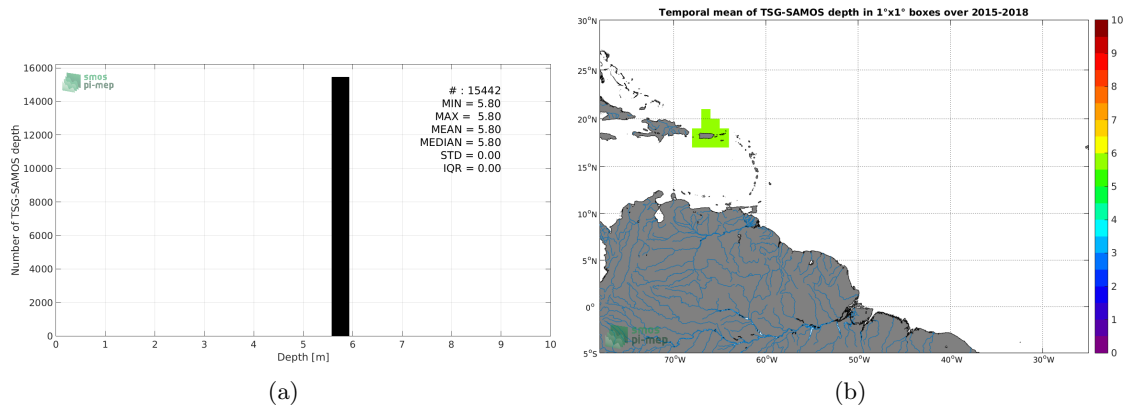 Temporal mean of TSG-SAMOS depth in 1°x1° boxes over 2015-2018
smos
pi-mep
# : 15442
MIN = 5.80
MAX = 5.80
MEAN = 5.80
MEDIAN = 5.80
STD = 0.00
IQR = 0.00
16000
14000
12000
10000
8000
6000
4000
2000
0
Number of TSG-SAMOS depth
0 1 2 3 4 5 6 7 8 9 10
Depth [m]
(a)
30°N
25°N
20°N
15°N
10°N
5°N
0°
5°S
70°W 60°W 50°W 40°W 30°W
smos
pi-mep
10
9
8
7
6
5
4
3
2
1
0
(b)